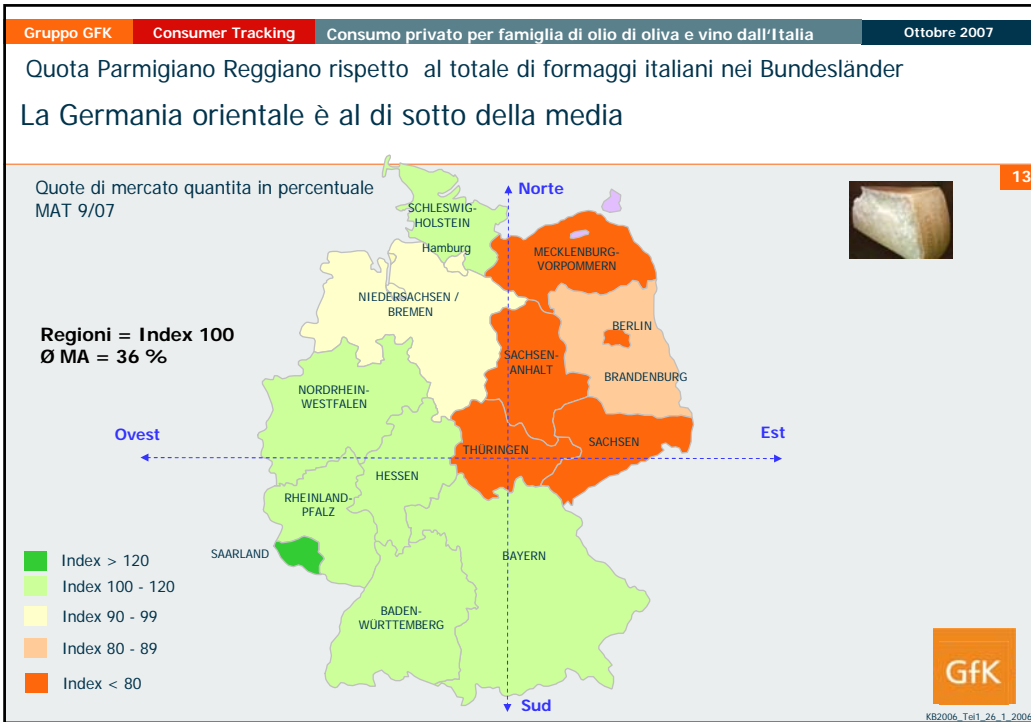 Gruppo GFK Consumer Tracking Consumo privato per famiglia di olio di oliva e vino dall'Italia Ottobre 2007
Quota Parmigiano Reggiano rispetto al totale di formaggi italiani nei Bundesländer
La Germania orientale è al di sotto della media
13
Quote di mercato quantita in percentuale
MAT 9/07
Norte
SCHLESWIG-
HOLSTEIN
Hamburg
MECKLENBURG-
VORPOMMERN
NIEDERSACHSEN /
BREMEN
Regioni = Index 100
Ø MA = 36 %
BERLIN
SACHSEN-
ANHALT
BRANDENBURG
NORDRHEIN-
WESTFALEN
Ovest
Est
THÜRINGEN
SACHSEN
HESSEN
RHEINLAND-
PFALZ
SAARLAND
BAYERN
BADEN-
WÜRTTEMBERG
Index > 120
Index 100 - 120
Index 90 - 99
Index 80 - 89
Index < 80
Sud
GfK
KB2006_Tei1_26_1_2006